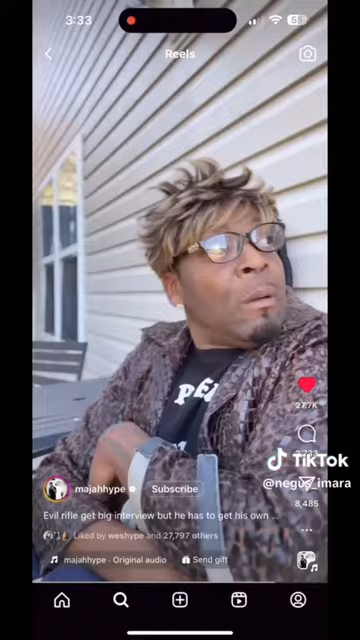 3:33
55
Reels
PE
27.7K
TikTok
@negus_imara
majahhype
Subscribe
8,485
Evil rifle get big interview but he has to get his own ...
Liked by weshype and 27,797 others
majahhype · Original audio
Send gift